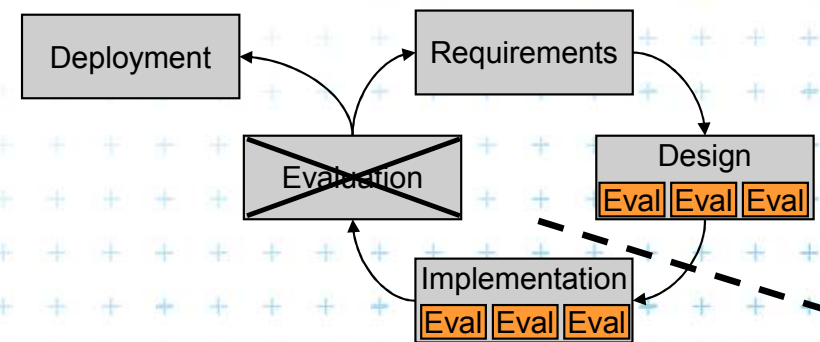 Deployment
Requirements
Evaluation
Design
Eval Eval Eval
Implementation
Eval Eval Eval